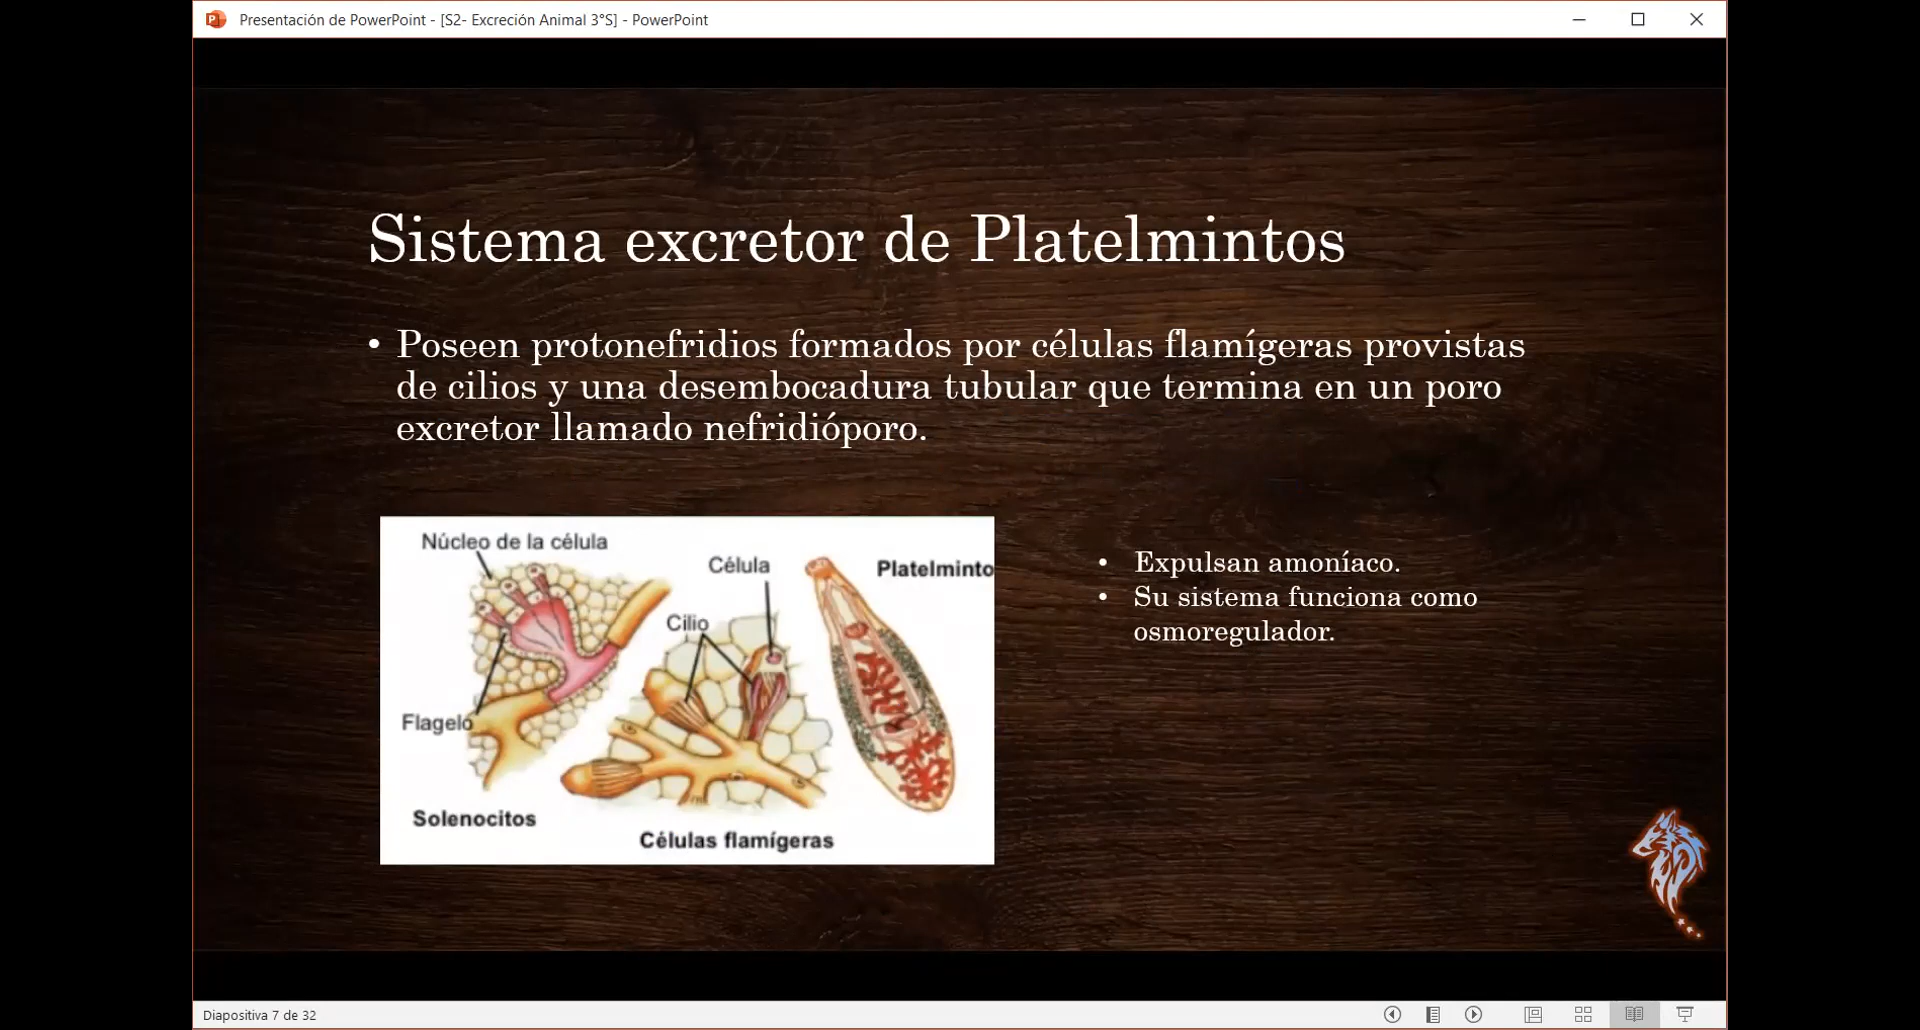 Presentación de PowerPoint - [S2- Excreción Animal 3°S] - PowerPoint
Sistema excretor de Platelmintos
• Poseen protonefridios formados por células flamígeras provistas
de cilios y una desembocadura tubular que termina en un poro
excretor llamado nefridióporo.
Núcleo de la célula
Célula
Platelminto
Cilio
Flagelo
Solenocitos
Células flamígeras
• Expulsan amoníaco.
• Su sistema funciona como
osmoregulador.
Diapositiva 7 de 32